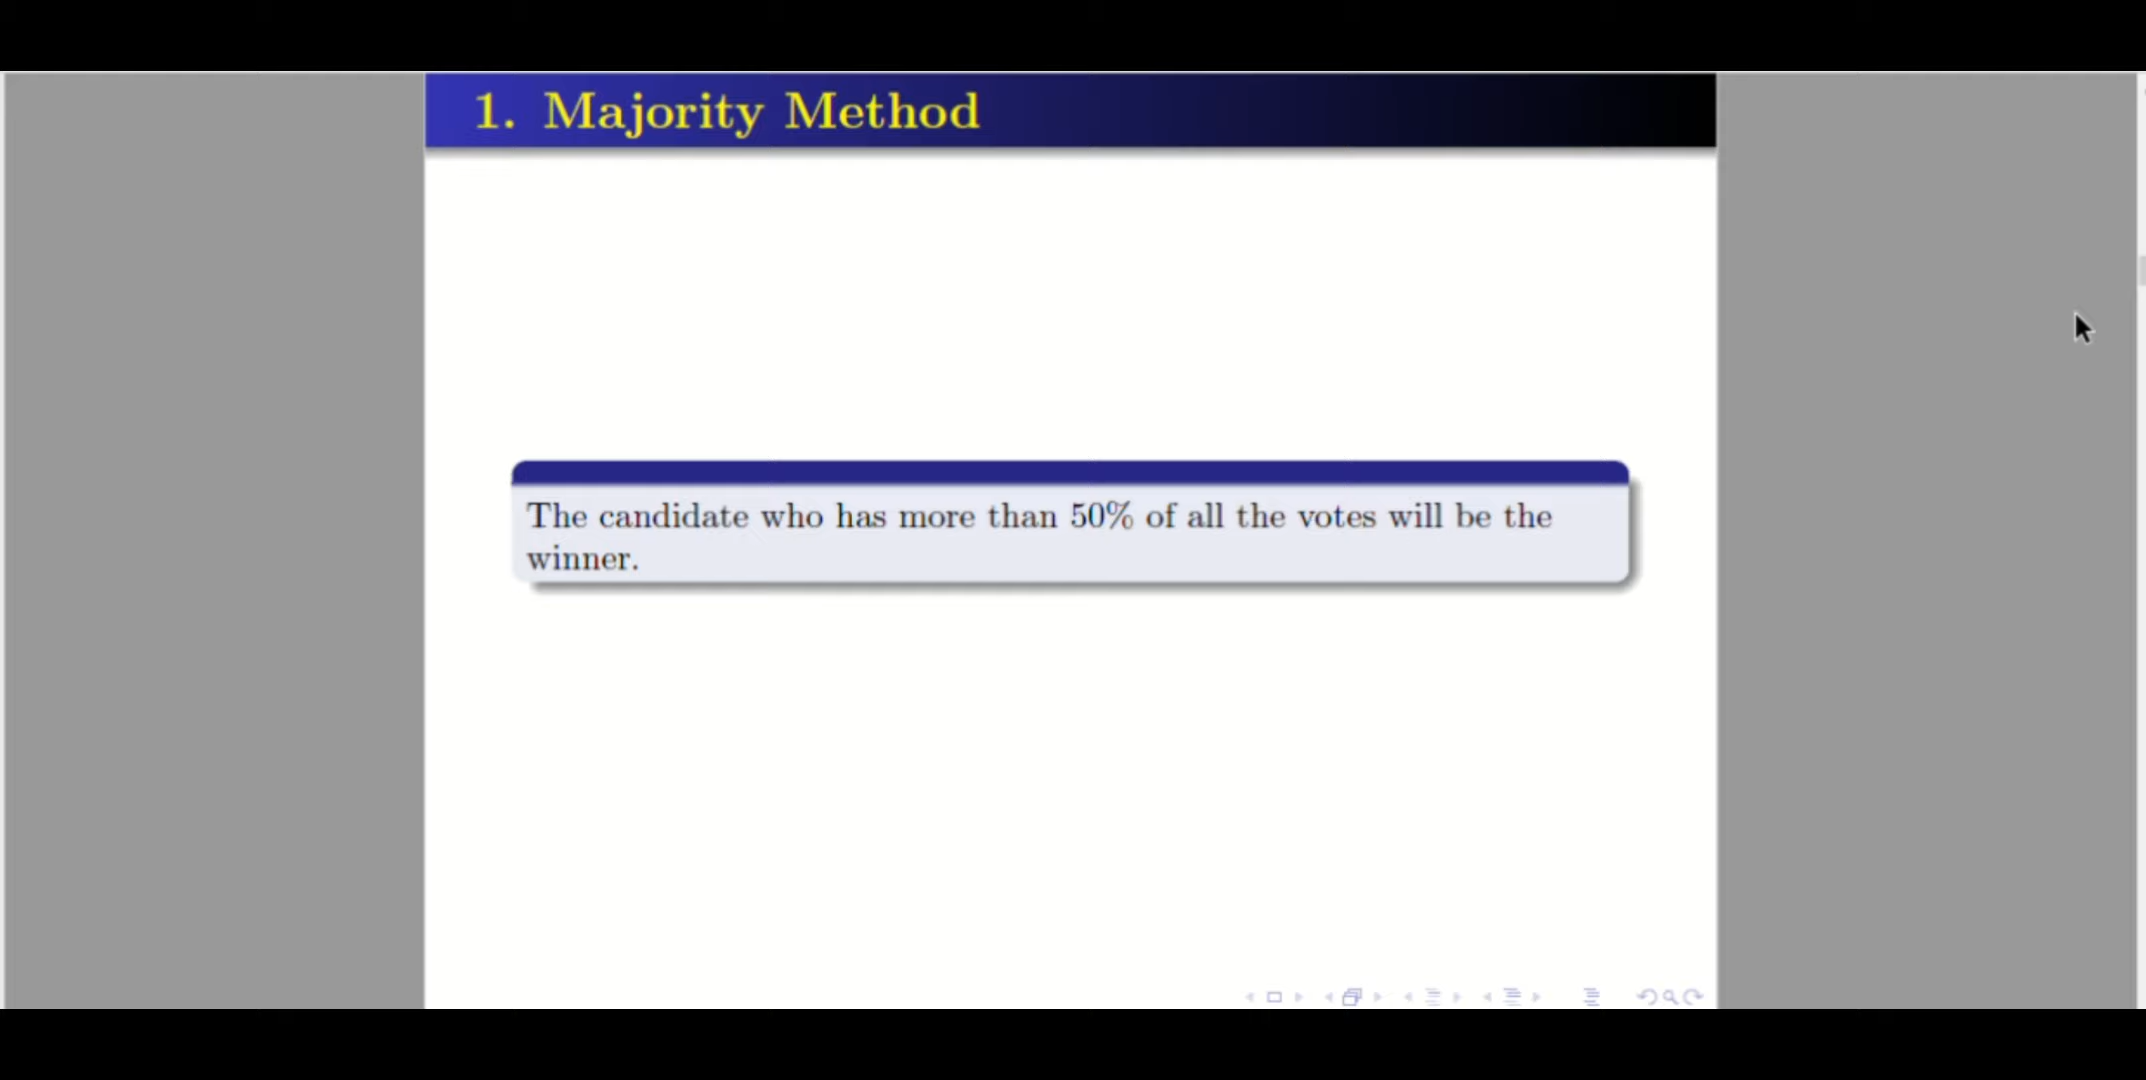 1. Majority Method
The candidate who has more than 50% of all the votes will be the
winner.